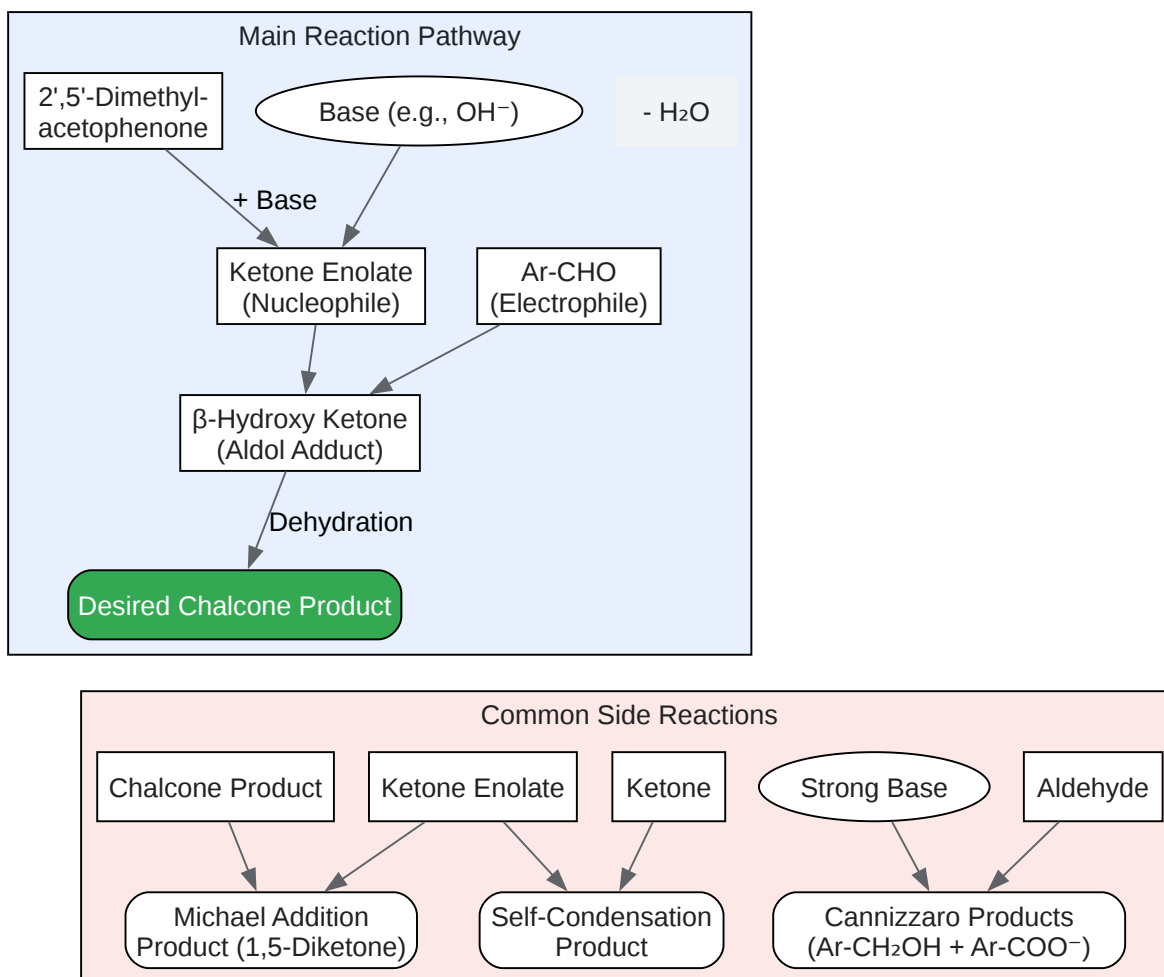 Main Reaction Pathway
2',5'-Dimethyl-
acetophenone
Base (e.g., OH⁻)
- H₂O
+ Base
Ketone Enolate
(Nucleophile)
Ar-CHO
(Electrophile)
β-Hydroxy Ketone
(Aldol Adduct)
Dehydration
Desired Chalcone Product
Common Side Reactions
Chalcone Product
Ketone Enolate
Ketone
Strong Base
Aldehyde
Michael Addition
Product (1,5-Diketone)
Self-Condensation
Product
Cannizzaro Products
(Ar-CH₂OH + Ar-COO⁻)